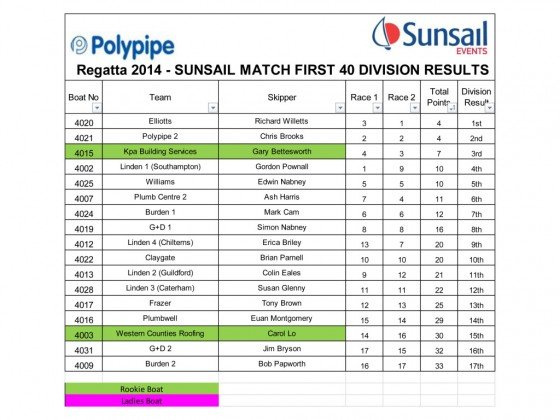 Polypipe
Sunsail
EVENTS
Regatta 2014 - SUNSAIL MATCH FIRST 40 DIVISION RESULTS
Boat No Team Skipper Race 1 Race 2 Total Points Division Result
4020 Elliotts Richard Willetts 3 1 4 1st
4021 Polypipe 2 Chris Brooks 2 2 4 2nd
4015 Kpa Building Services Gary Bettesworth 4 3 7 3rd
4002 Linden 1 (Southampton) Gordon Pownall 1 9 10 4th
4025 Williams Edwin Nabney 5 5 10 5th
4007 Plumb Centre 2 Ash Harris 7 4 11 6th
4024 Burden 1 Mark Cam 6 6 12 7th
4019 G+D 1 Simon Nabney 8 8 16 8th
4012 Linden 4 (Chilterns) Erica Briley 13 7 20 9th
4022 Claygate Brian Parnell 10 10 20 10th
4013 Linden 2 (Guildford) Colin Eales 9 12 21 11th
4028 Linden 3 (Caterham) Susan Glenny 11 11 22 12th
4017 Frazer Tony Brown 12 13 25 13th
4016 Plumbwell Euan Montgomery 15 14 29 14th
4003 Western Counties Roofing Carol Lo 14 16 30 15th
4031 G+D 2 Jim Bryson 17 15 32 16th
4009 Burden 2 Bob Papworth 16 17 33 17th
Rookie Boat
Ladies Boat